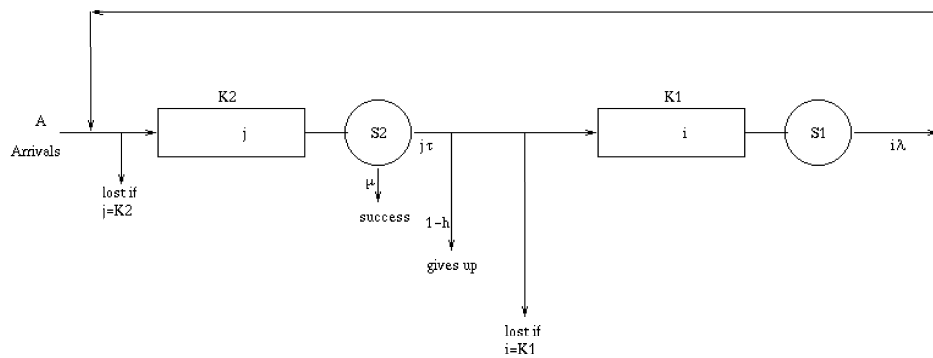 K2
K1
A
Arrivals
j
S2
jτ
i
S1
iλ
lost if
j=K2
μ
success
1-h
gives up
lost if
i=K1